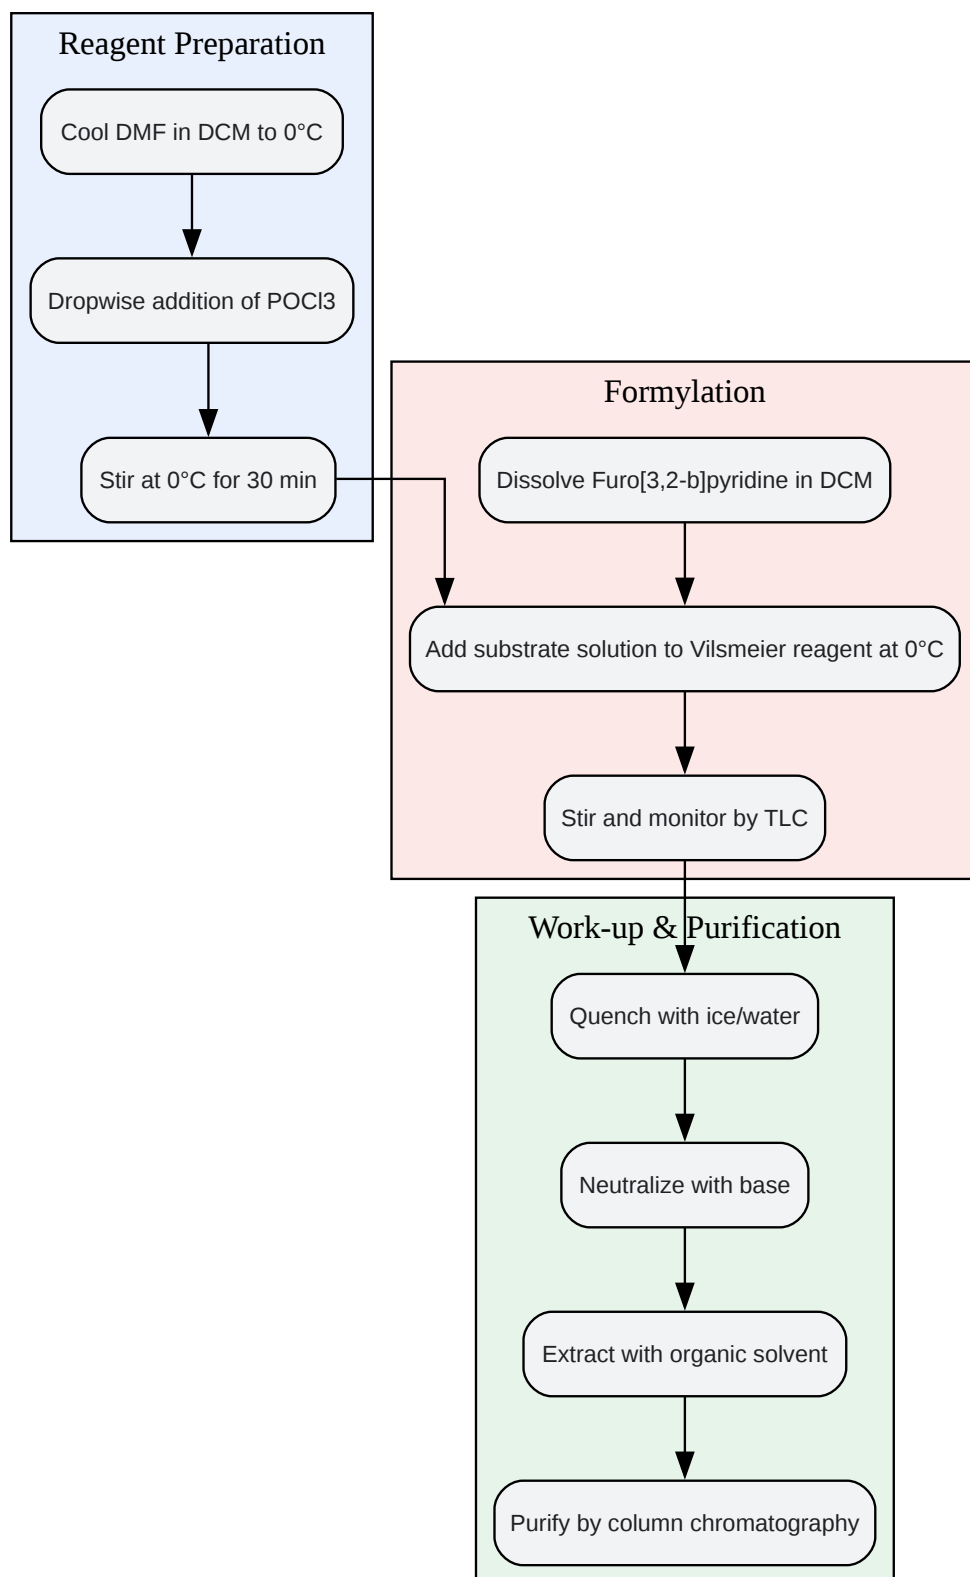 Reagent Preparation
Cool DMF in DCM to 0°C
Dropwise addition of POCl3
Stir at 0°C for 30 min
Formylation
Dissolve Furo[3,2-b]pyridine in DCM
Add substrate solution to Vilsmeier reagent at 0°C
Stir and monitor by TLC
Work-up & Purification
Quench with ice/water
Neutralize with base
Extract with organic solvent
Purify by column chromatography